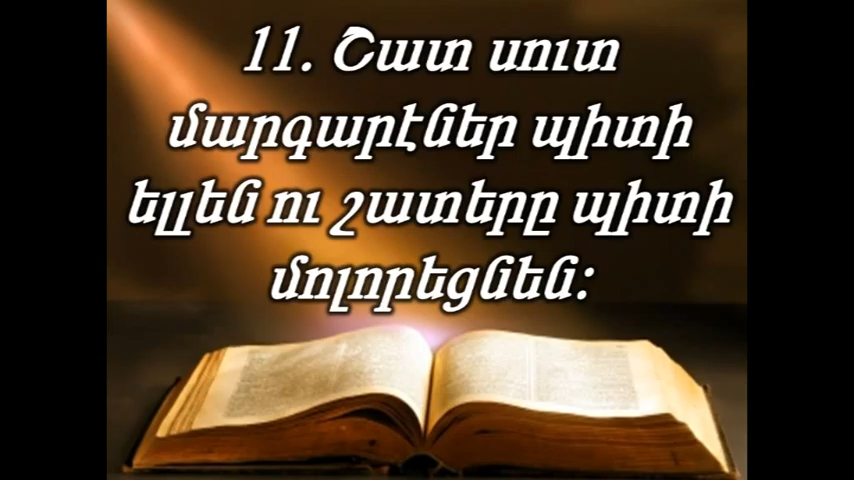 11. Շատ սուտ
մարգարէներ պիտի
ելլեն ու շատերը պիտի
մոլորեցնեն: